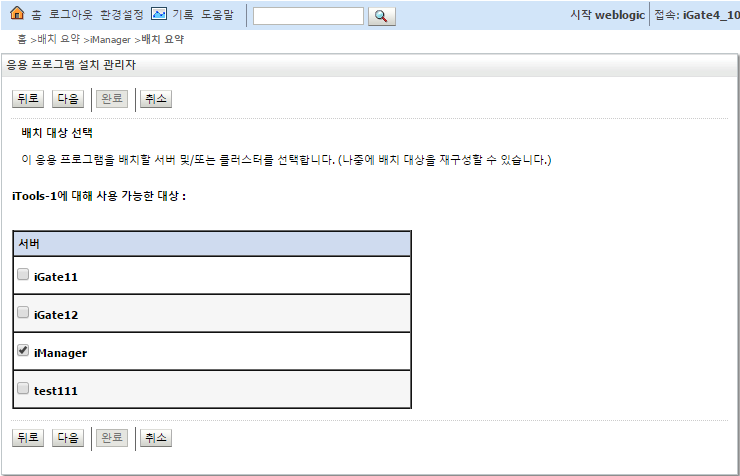 홈 로그아웃 환경설정 기록 도움말 시작 weblogic 접속: iGate4_10
홈 >배치 요약 >iManager >배치 요약
응용 프로그램 설치 관리자
뒤로 다음 완료 취소
배치 대상 선택
이 응용 프로그램을 배치할 서버 및/또는 클러스터를 선택합니다. (나중에 배치 대상을 재구성할 수 있습니다.)
iTools-1에 대해 사용 가능한 대상 :
서버
iGate11
iGate12
iManager
test111
뒤로 다음 완료 취소